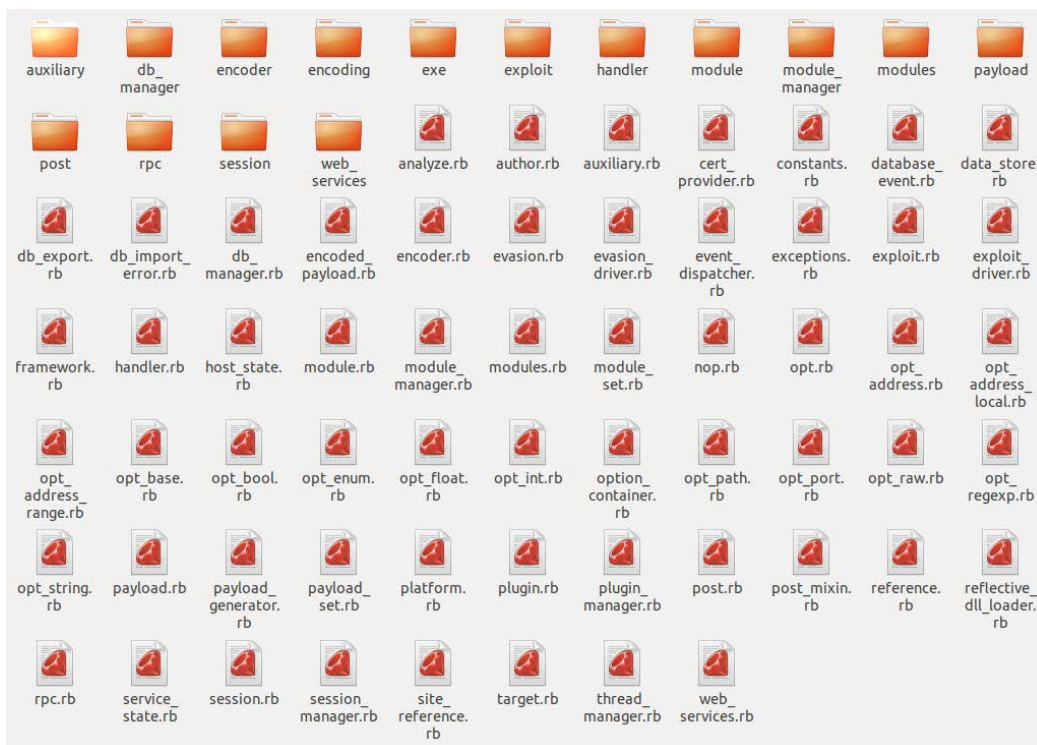 auxiliary
db_
manager
encoder
encoding
exe
exploit
handler
module
module_
manager
modules
payload
post
rpc
session
web_
services
analyze.rb
author.rb
auxiliary.rb
cert_
provider.rb
constants.
rb
database_
event.rb
data_store.
rb
db_export.
rb
db_import_
error.rb
db_
manager.rb
encoded_
payload.rb
encoder.rb
evasion.rb
evasion_
driver.rb
event_
dispatcher.
rb
exceptions.
rb
exploit.rb
exploit_
driver.rb
framework.
rb
handler.rb
host_state.
rb
module.rb
module_
manager.rb
modules.rb
module_
set.rb
nop.rb
opt.rb
opt_
address.rb
opt_
address_
local.rb
opt_
address_
range.rb
opt_base.
rb
opt_bool.
rb
opt_enum.
rb
opt_float.
rb
opt_int.rb
option_
container.
rb
opt_path.
rb
opt_port.
rb
opt_raw.rb
opt_
regexp.rb
opt_string.
rb
payload.rb
payload_
generator.
rb
payload_
set.rb
platform.
rb
plugin.rb
plugin_
manager.rb
post.rb
post_mixin.
rb
reference.
rb
reflective_
dll_loader.
rb
rpc.rb
service_
state.rb
session.rb
session_
manager.rb
site_
reference.
rb
target.rb
thread_
manager.rb
web_
services.rb